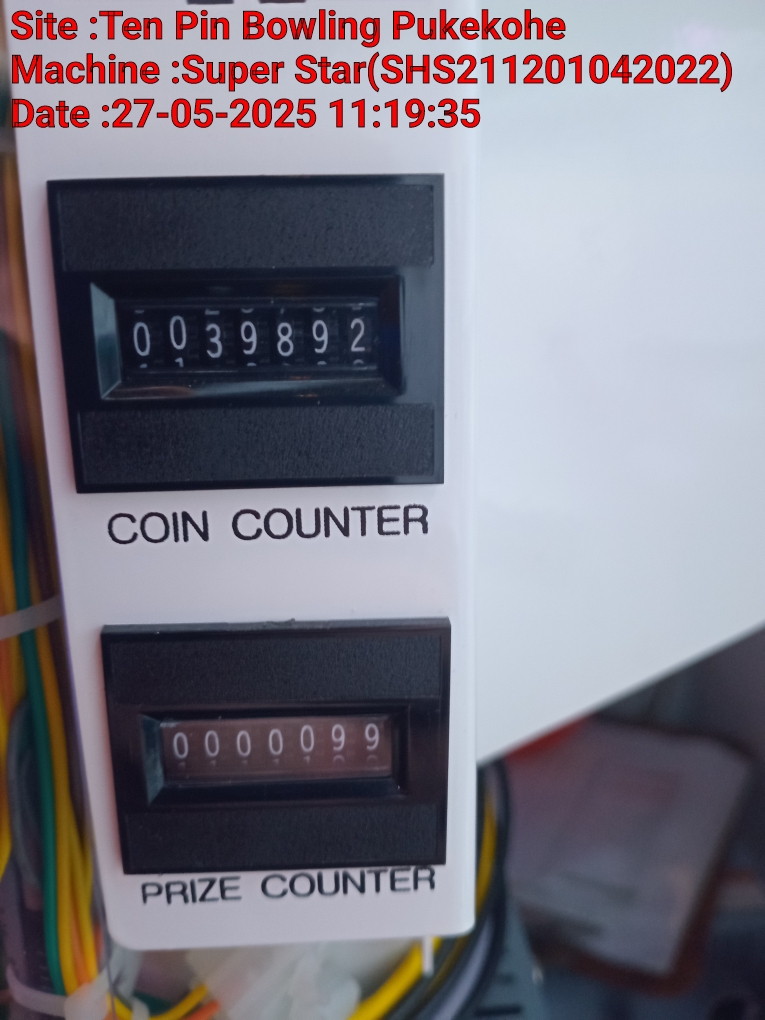 Site :Ten Pin Bowling Pukekohe
Machine :Super Star(SHS211201042022)
Date :27-05-2025 11:19:35
0039892
COIN COUNTER
0000099
PRIZE COUNTER